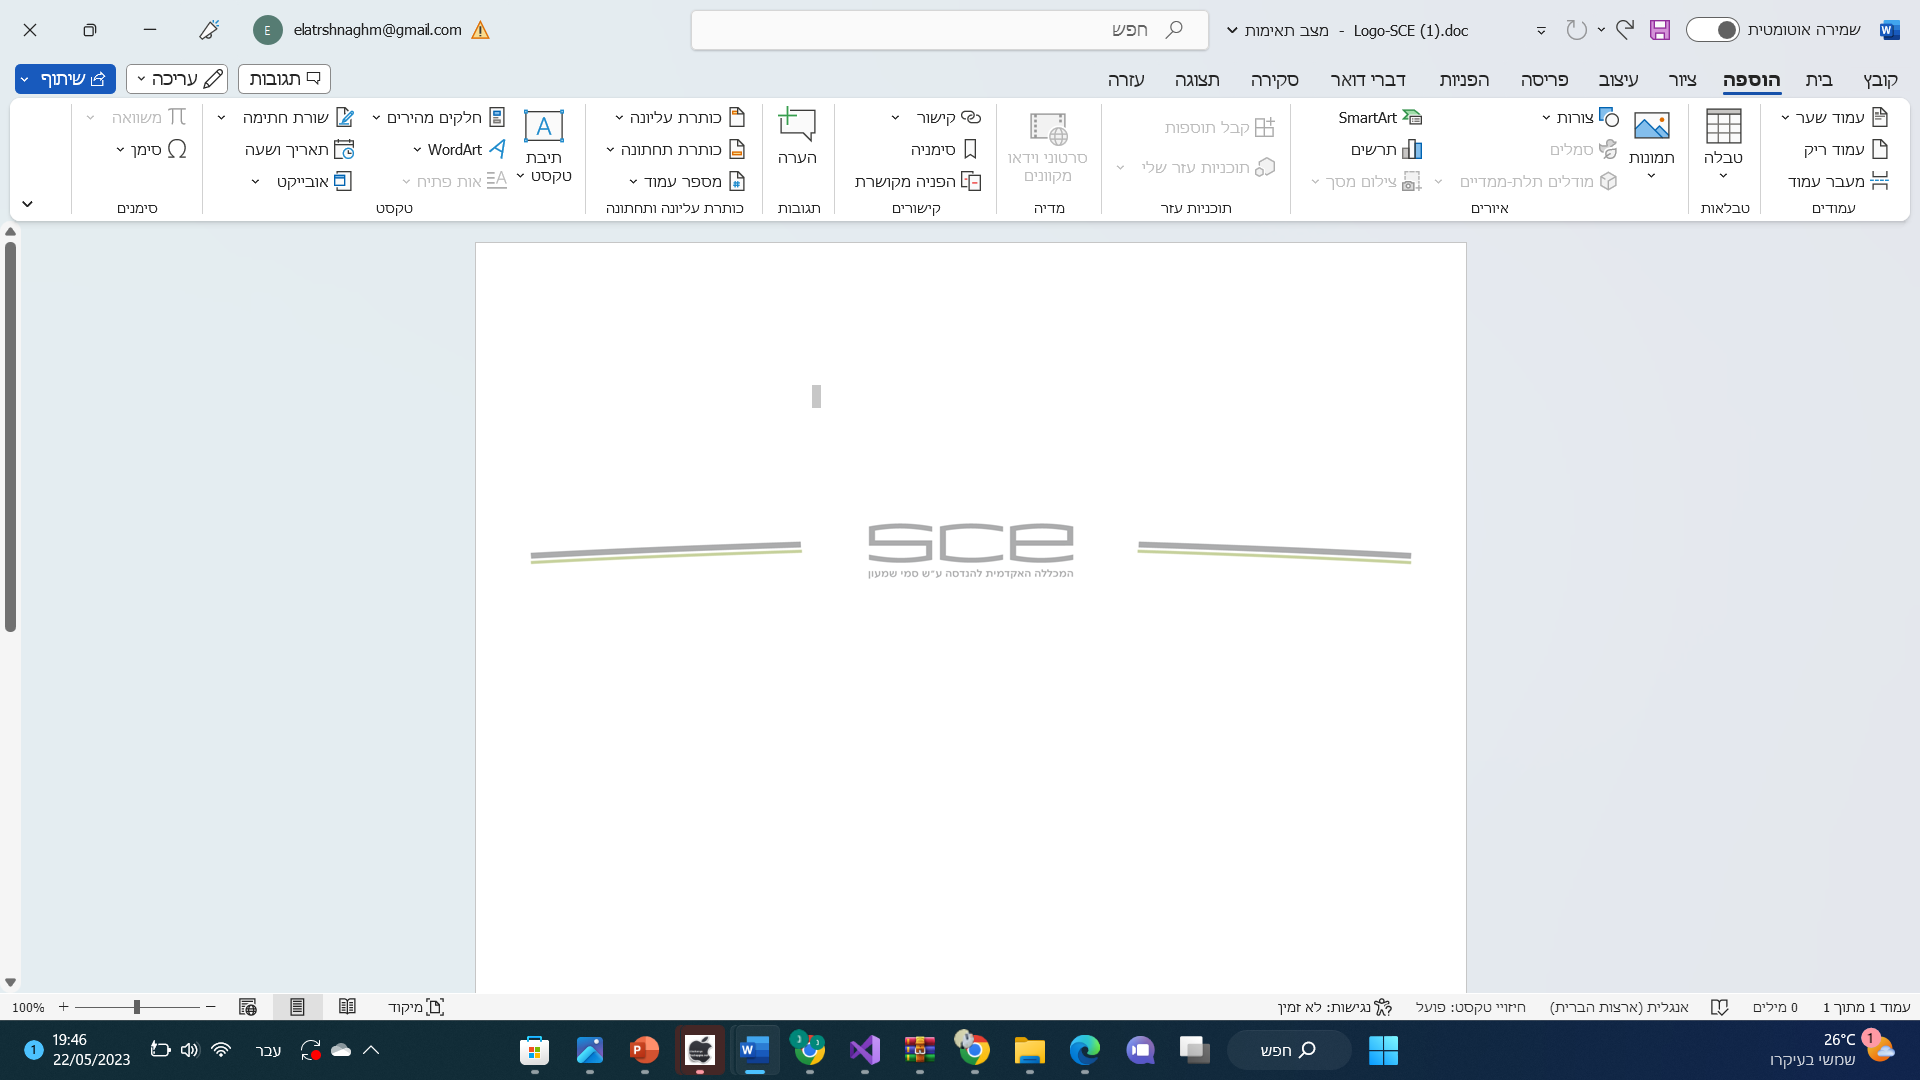 שמירה אוטומטית
Logo-SCE (1).doc - מצב תאימות
חפש
elatrshnaghm@gmail.com
E
קובץ בית הוספה ציור עיצוב פריסה הפניות דברי דואר סקירה תצוגה עזרה
תגובות עריכה שיתוף
עמוד שער
עמוד ריק
מעבר עמוד
עמודים
טבלה
טבלאות
תמונות
צורות
סמלים
מודלים תלת-ממדיים
SmartArt
תרשים
צילום מסך
איורים
קבל תוספות
תוכניות עזר שלי
תוכניות עזר
סרטוני וידאו
מקוונים
מדיה
קישור
סימניה
הפניה מקושרת
קישורים
הערה
תגובות
כותרת עליונה
כותרת תחתונה
מספר עמוד
כותרת עליונה ותחתונה
תיבת
טקסט
חלקים מהירים
WordArt
אות פתיח
שורת חתימה
תאריך ושעה
אובייקט
טקסט
משוואה
סימן
סימנים
sce
המכללה האקדמית להנדסה ע"ש סמי שמעון
עמוד 1 מתוך 1
0 מילים
אנגלית (ארצות הברית)
חיזויי טקסט: פועל
נגישות: לא זמין
מיקוד
100%
26°C
שמשי בעיקרו
1
חפש
עבר
19:46
22/05/2023
1